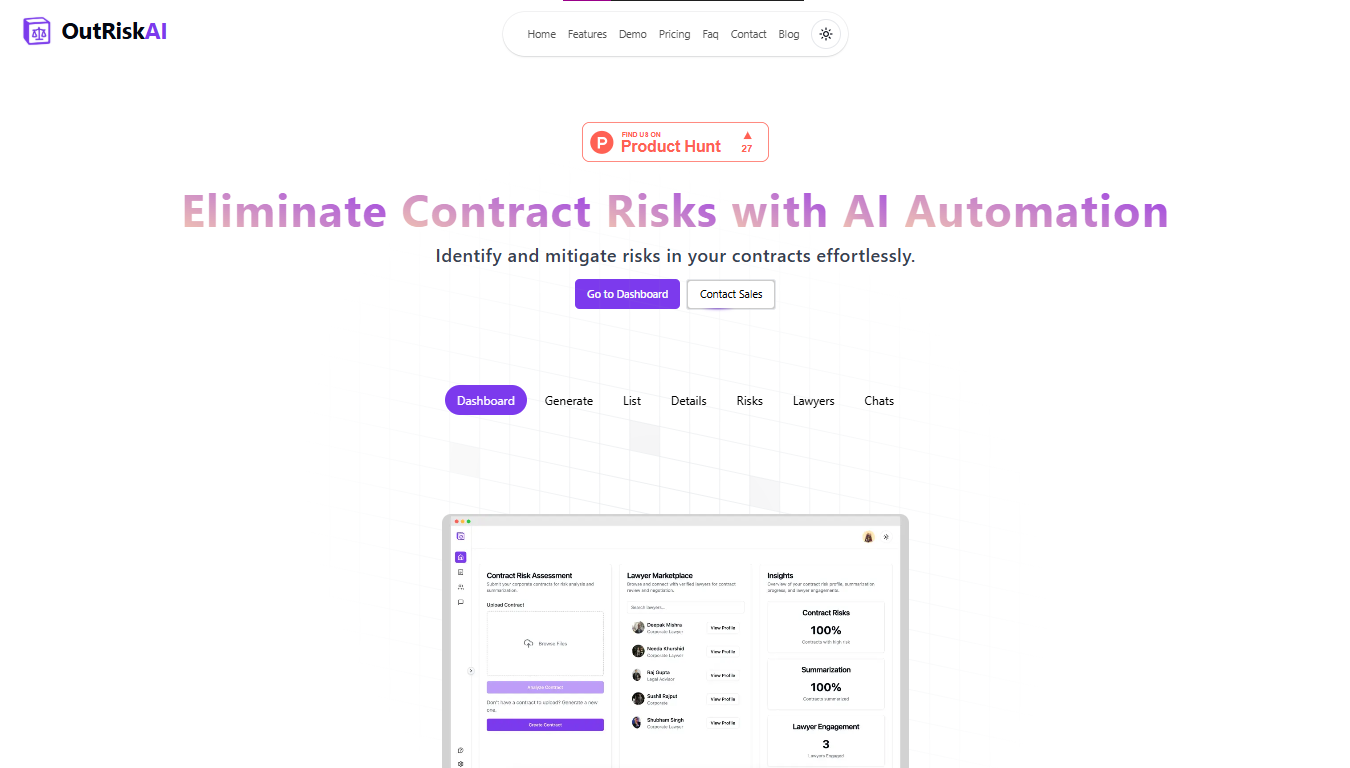 OutRiskAI
Home Features Demo Pricing Faq Contact Blog
FIND US ON
Product Hunt
27
Eliminate Contract Risks with AI Automation
Identify and mitigate risks in your contracts effortlessly.
Go to Dashboard
Contact Sales
Dashboard Generate List Details Risks Lawyers Chats
Contract Risk Assessment
Submit your corporate contracts for risk analysis and
summarization.
Upload Contract
Browse Files
Analyze Contract
Don't have a contract to upload? Generate a new
one.
Create Contract
Lawyer Marketplace
Browse and connect with verified lawyers for contract
review and negotiation.
Search lawyers...
Deepak Mishra
Corporate Lawyer
View Profile
Needa Khurshid
Corporate Lawyer
View Profile
Raj Gupta
Legal Advisor
View Profile
Sushil Rajput
Corporate
View Profile
Shubham Singh
Corporate Lawyer
View Profile
Insights
Overview of your contract risk profile, summarization
progress, and lawyer engagements.
Contract Risks
100%
Contracts with high risk
Summarization
100%
Contracts summarized
Lawyer Engagement
3
Lawyers Engaged